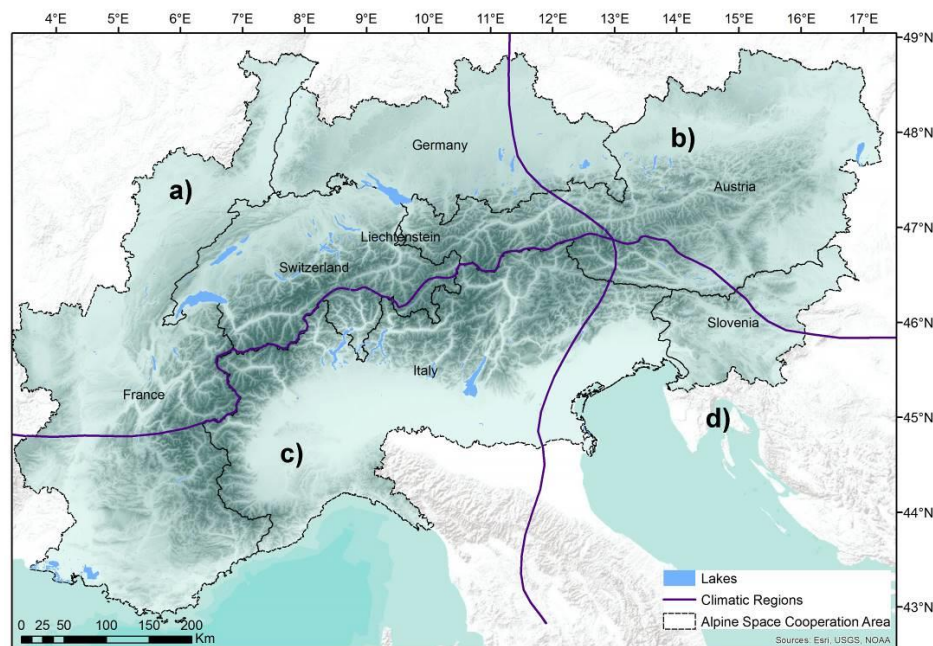 4°E 6°E 7°E 8°E 9°E 10°E 11°E 12°E 13°E 14°E 15°E 17°E
49°N
b)
48°N
Germany
a)
Austria
47°N
Liechtenstein
Switzerland
46°N
Slovenia
Italy
France
45°N
d)
c)
44°N
Lakes
Climatic Regions
43°N
0 25 50 100 150 200
Km
Alpine Space Cooperation Area
Sources: Esri, USGS, NOAA